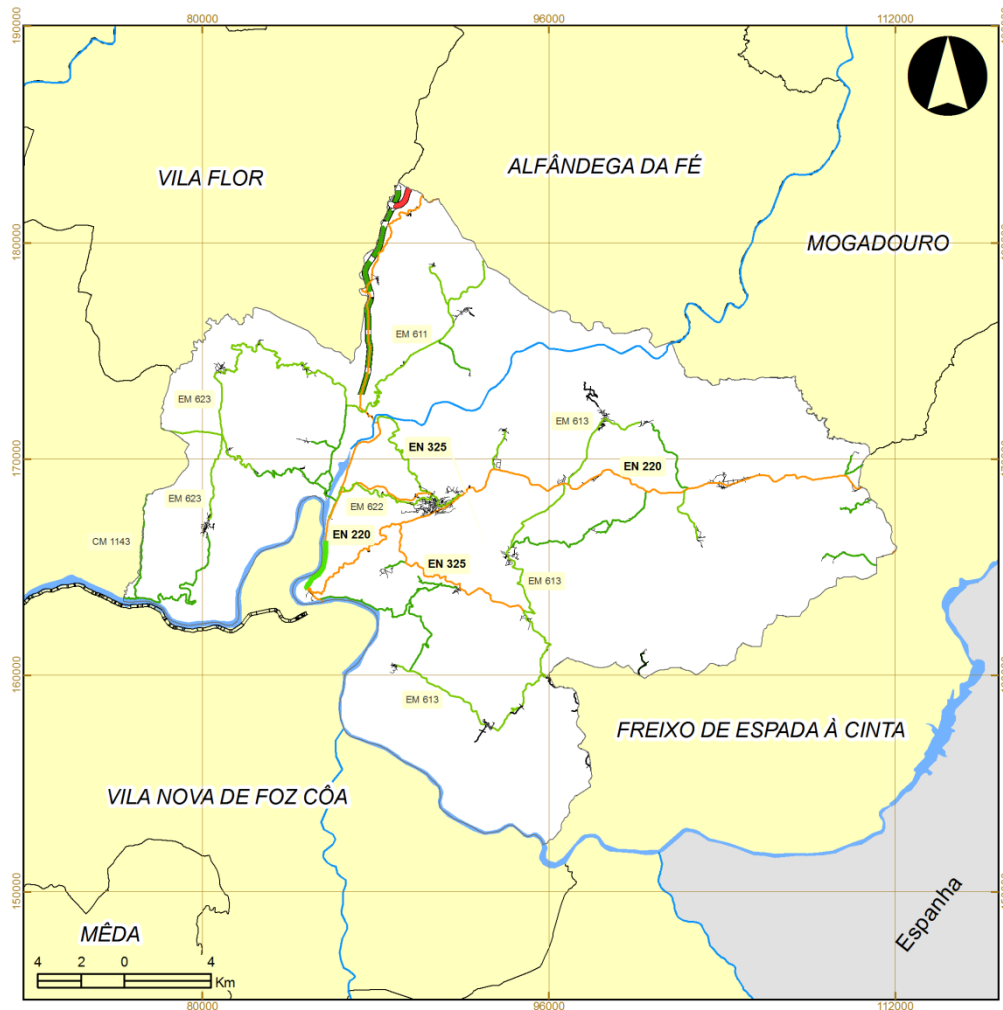 80000
96000
112000
190000
VILA FLOR
ALFÂNDEGA DA FÉ
MOGADOURO
180000
EM 611
EM 623
EM 613
EN 325
EN 220
170000
EM 623
EM 622
CM 1143
EN 220
EN 325
EM 613
160000
EM 613
FREIXO DE ESPADA À CINTA
VILA NOVA DE FOZ CÔA
150000
Espanha
MÊDA
4 2 0 4
Km
80000
96000
112000